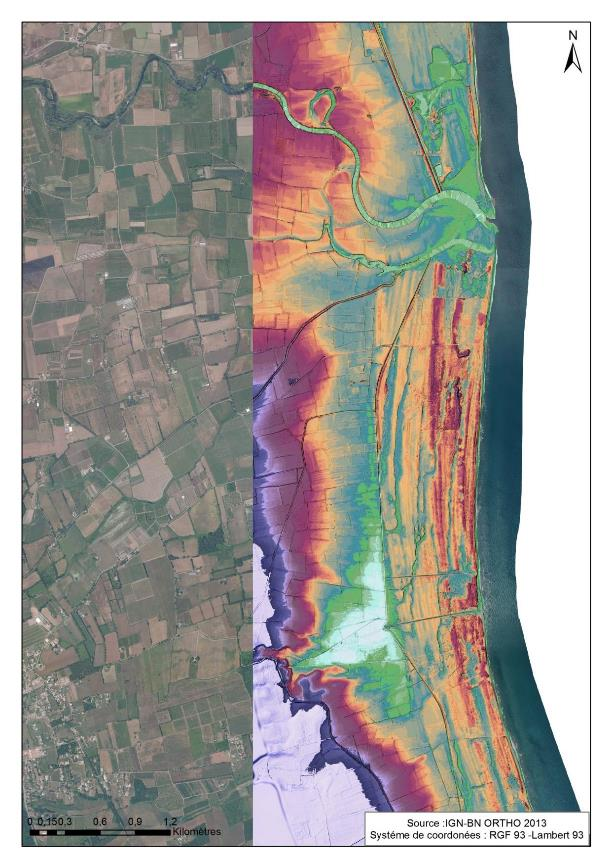 N
0 0,150,3 0,6 0,9 1,2
Kilomètres
Source :IGN-BN ORTHO 2013
Systéme de coordonées : RGF 93 -Lambert 93